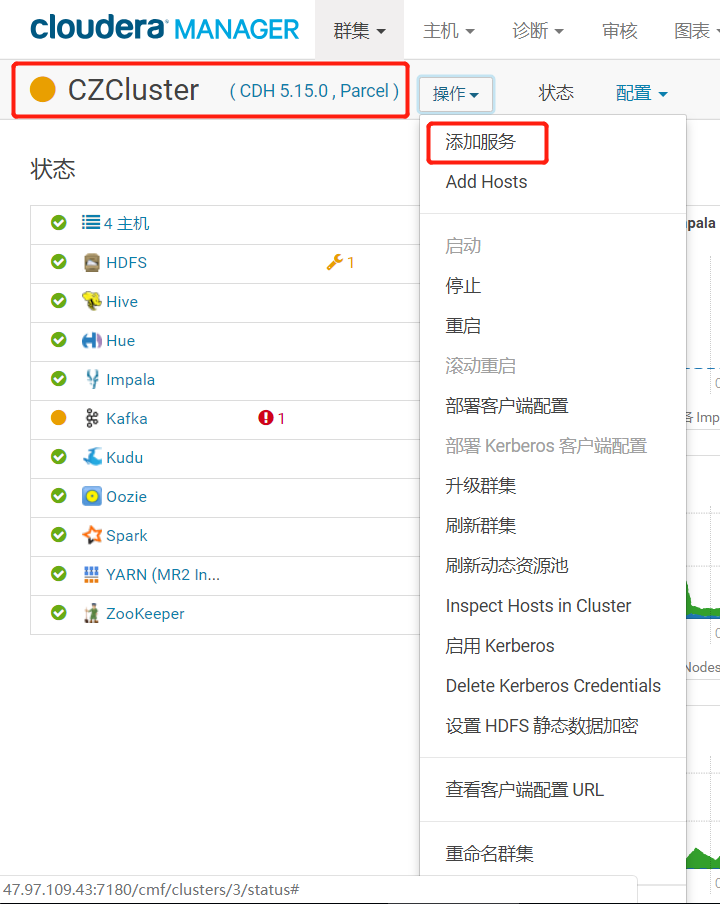 cloudera MANAGER 群集 主机 诊断 审核 图表
CZCluster ( CDH 5.15.0 , Parcel ) 操作 状态 配置
状态
添加服务
Add Hosts
启动
停止
重启
滚动重启
部署客户端配置
部署 Kerberos 客户端配置
升级群集
刷新群集
刷新动态资源池
Inspect Hosts in Cluster
启用 Kerberos
Delete Kerberos Credentials
设置 HDFS 静态数据加密
查看客户端配置 URL
重命名群集
4 主机
HDFS 1
Hive
Hue
Impala
Kafka 1
Kudu
Oozie
Spark
YARN (MR2 In...
ZooKeeper
pala
0
各 Imp
0
Nodes
0
47.97.109.43:7180/cmf/clusters/3/status#